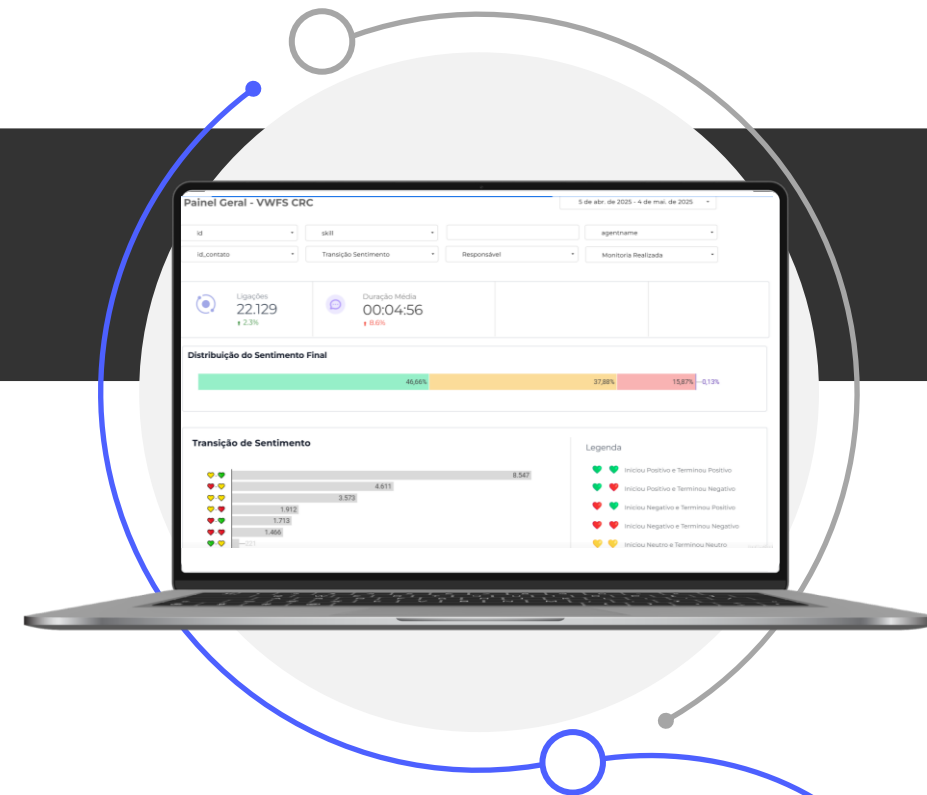 Painel Geral - VWFS CRC
5 de abr. de 2025 - 4 de mai. de 2025
id
skill
agentname
id_contato
Transição Sentimento
Responsável
Monitoria Realizada
Ligações
22.129
2,3%
Duração Média
00:04:56
8,6%
Distribuição do Sentimento Final
46,66%
37,88%
15,87%
0,13%
Transição de Sentimento
8.547
4.611
3.573
1.912
1.713
1.466
Legenda
Iniciou Positivo e Terminou Positivo
Iniciou Positivo e Terminou Negativo
Iniciou Negativo e Terminou Positivo
Iniciou Negativo e Terminou Negativo
Iniciou Neutro e Terminou Neutro